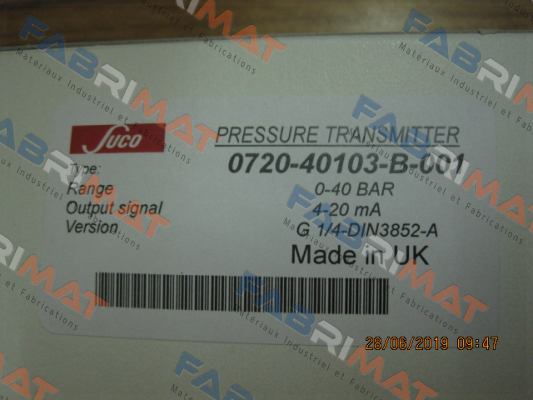 FABRIMAT
Matériaux Industriel et Fabrications
Suco
PRESSURE TRANSMITTER
Type: 0720-40103-B-001
Range 0-40 BAR
Output signal 4-20 mA
Version G 1/4-DIN3852-A
Made in UK
28/06/2019 09:47